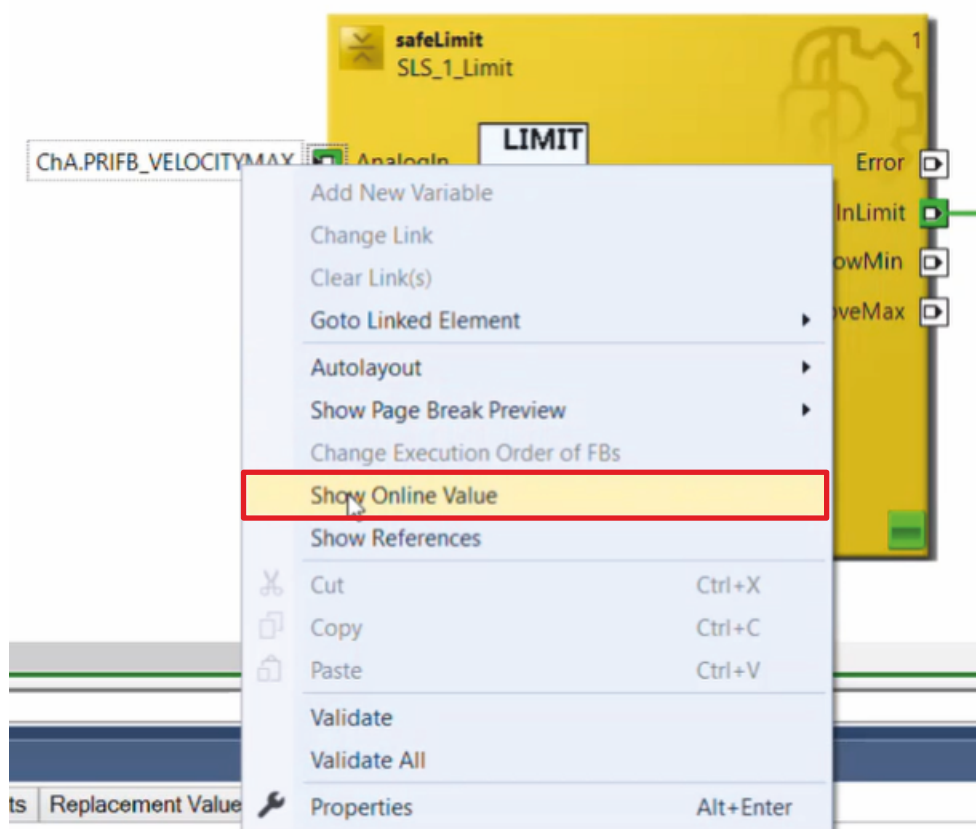 safeLimit
1
SLS_1_Limit
LIMIT
ChA.PRIFB_VELOCITYMAX
AnalogIn
Error
InLimit
owMin
oveMax
Add New Variable
Change Link
Clear Link(s)
Goto Linked Element
Autolayout
Show Page Break Preview
Change Execution Order of FBs
Show Online Value
Show References
Cut Ctrl+X
Copy Ctrl+C
Paste Ctrl+V
Validate
Validate All
Properties Alt+Enter
ts Replacement Value